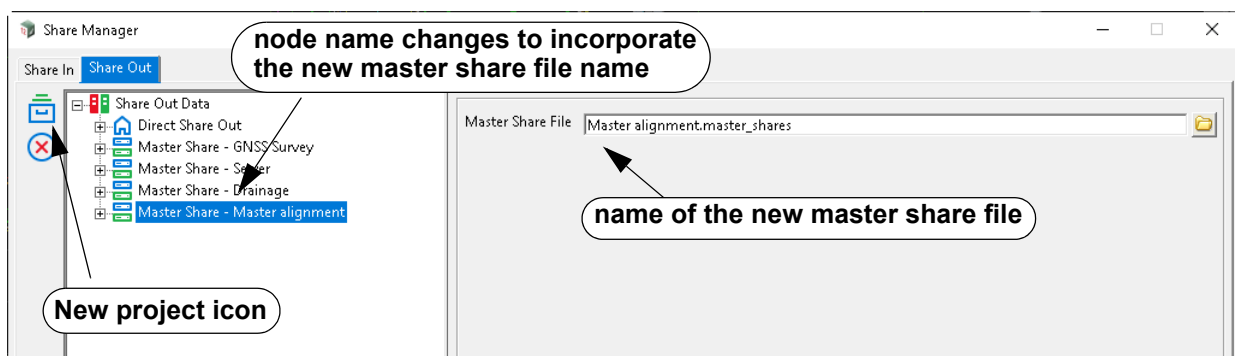 Share Manager
node name changes to incorporate
the new master share file name
Share In
Share Out
Share Out Data
Direct Share Out
Master Share - GNSS Survey
Master Share - Sewer
Master Share - Drainage
Master Share - Master alignment
Master Share File
Master alignment.master_shares
name of the new master share file
New project icon